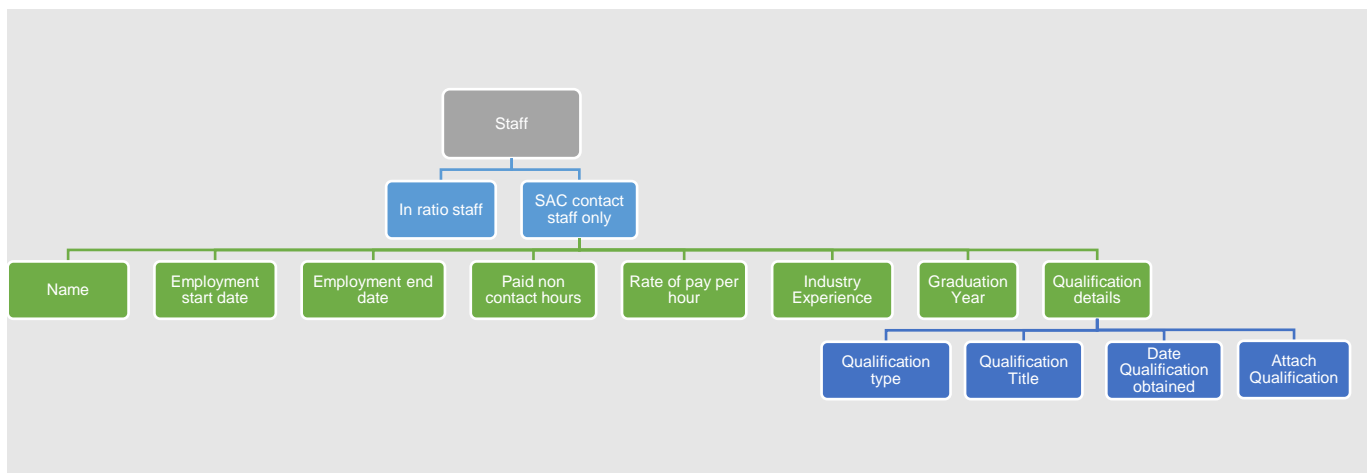 Staff
In ratio staff
SAC contact
staff only
Name
Employment
start date
Employment end
date
Paid non
contact hours
Rate of pay per
hour
Industry
Experience
Graduation
Year
Qualification
details
Qualification
type
Qualification
Title
Date
Qualification
obtained
Attach
Qualification